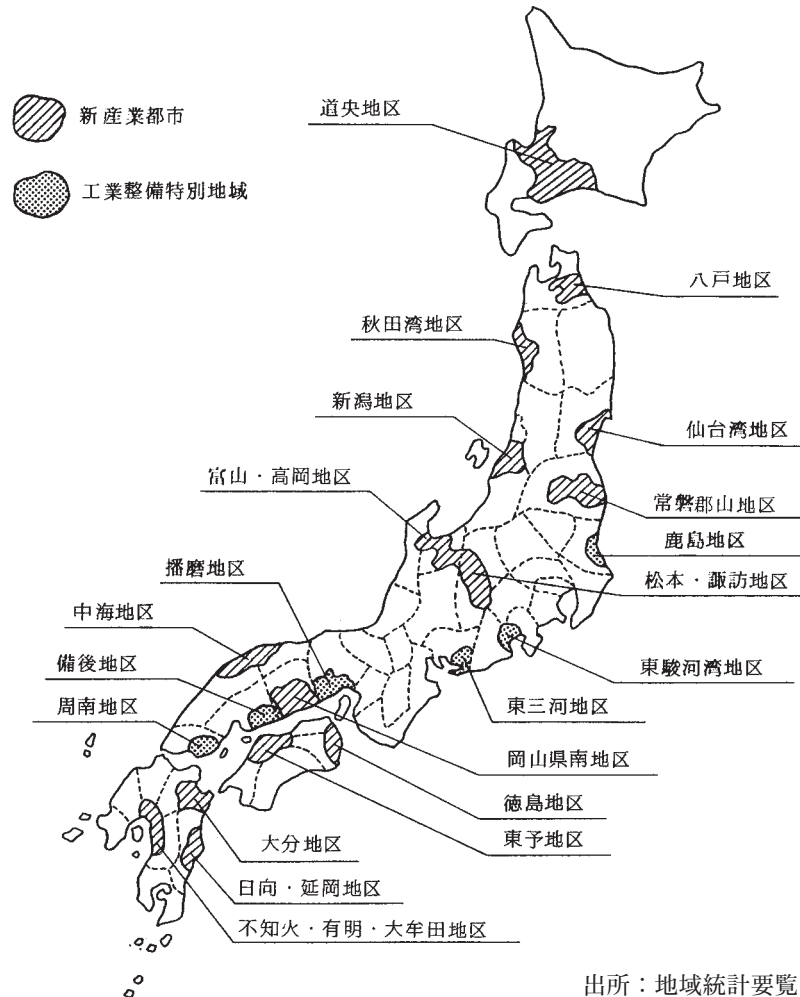 新産業都市
工業整備特別地域
道央地区
八戸地区
秋田湾地区
新潟地区
仙台湾地区
富山・高岡地区
常磐郡山地区
鹿島地区
播磨地区
松本・諏訪地区
中海地区
備後地区
東駿河湾地区
周南地区
東三河地区
岡山県南地区
徳島地区
東予地区
大分地区
日向・延岡地区
不知火・有明・大牟田地区
出所：地域統計要覧